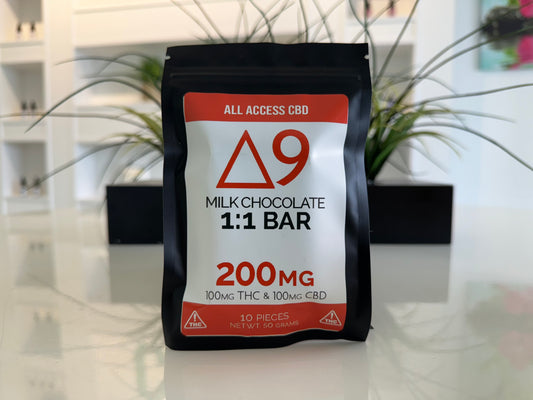 ALL ACCESS CBD
Δ9
MILK CHOCOLATE
1:1 BAR
200MG
100MG THC & 100MG CBD
10 PIECES
NET WT 50 GRAMS
THC
THC